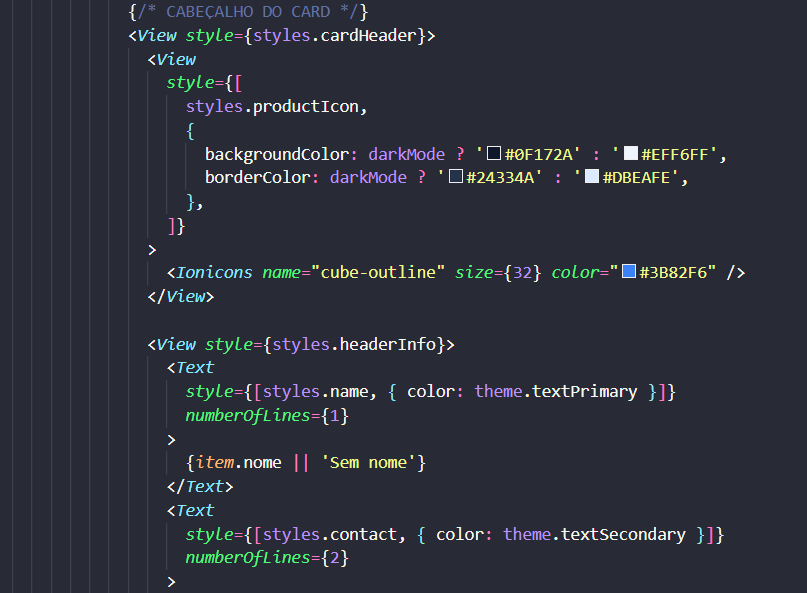 {/* CABEÇALHO DO CARD */}
<View style={styles.cardHeader}>
<View
style={[
styles.productIcon,
{
backgroundColor: darkMode ? '#0F172A' : '#EFF6FF',
borderColor: darkMode ? '#24334A' : '#DBEAFE',
},
]}
>
<Ionicons name="cube-outline" size={32} color="#3B82F6" />
</View>
<View style={styles.headerInfo}>
<Text
style={[styles.name, { color: theme.textPrimary }]}
numberOfLines={1}
>
{item.nome || 'Sem nome'}
</Text>
<Text
style={[styles.contact, { color: theme.textSecondary }]}
numberOfLines={2}
>